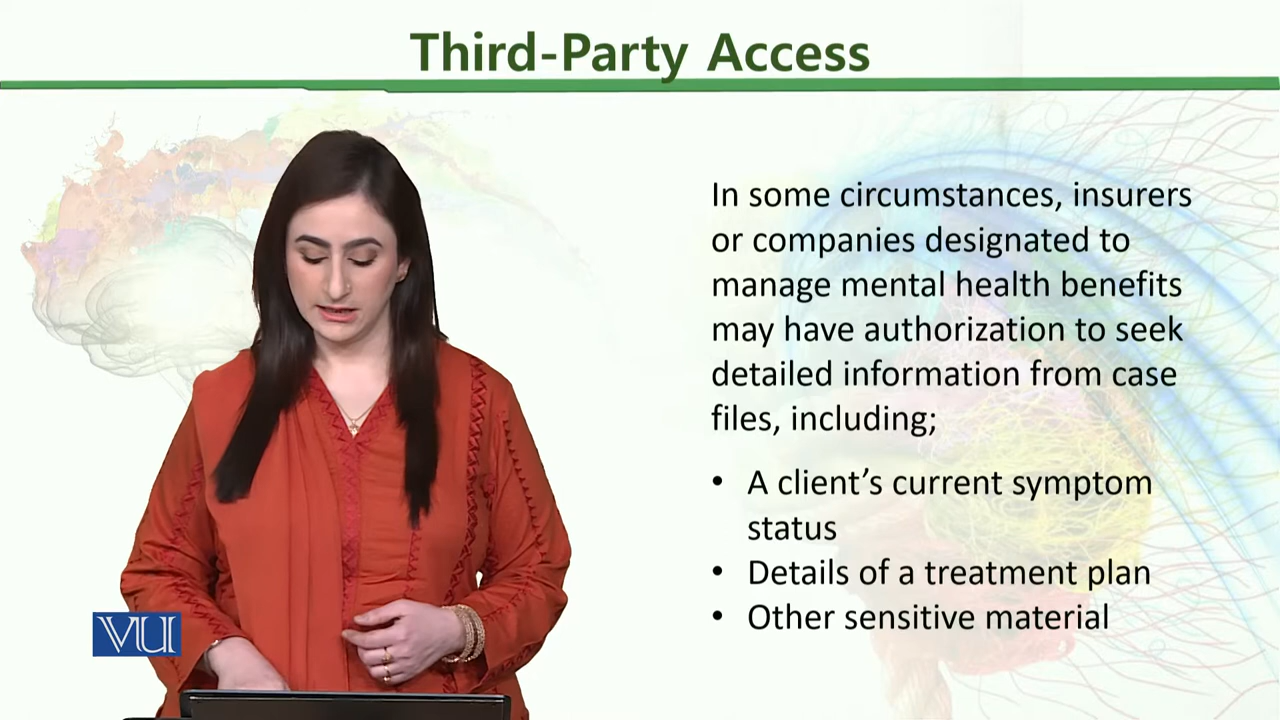 Third-Party Access
In some circumstances, insurers
or companies designated to
manage mental health benefits
may have authorization to seek
detailed information from case
files, including;
• A client’s current symptom
status
• Details of a treatment plan
• Other sensitive material
VU